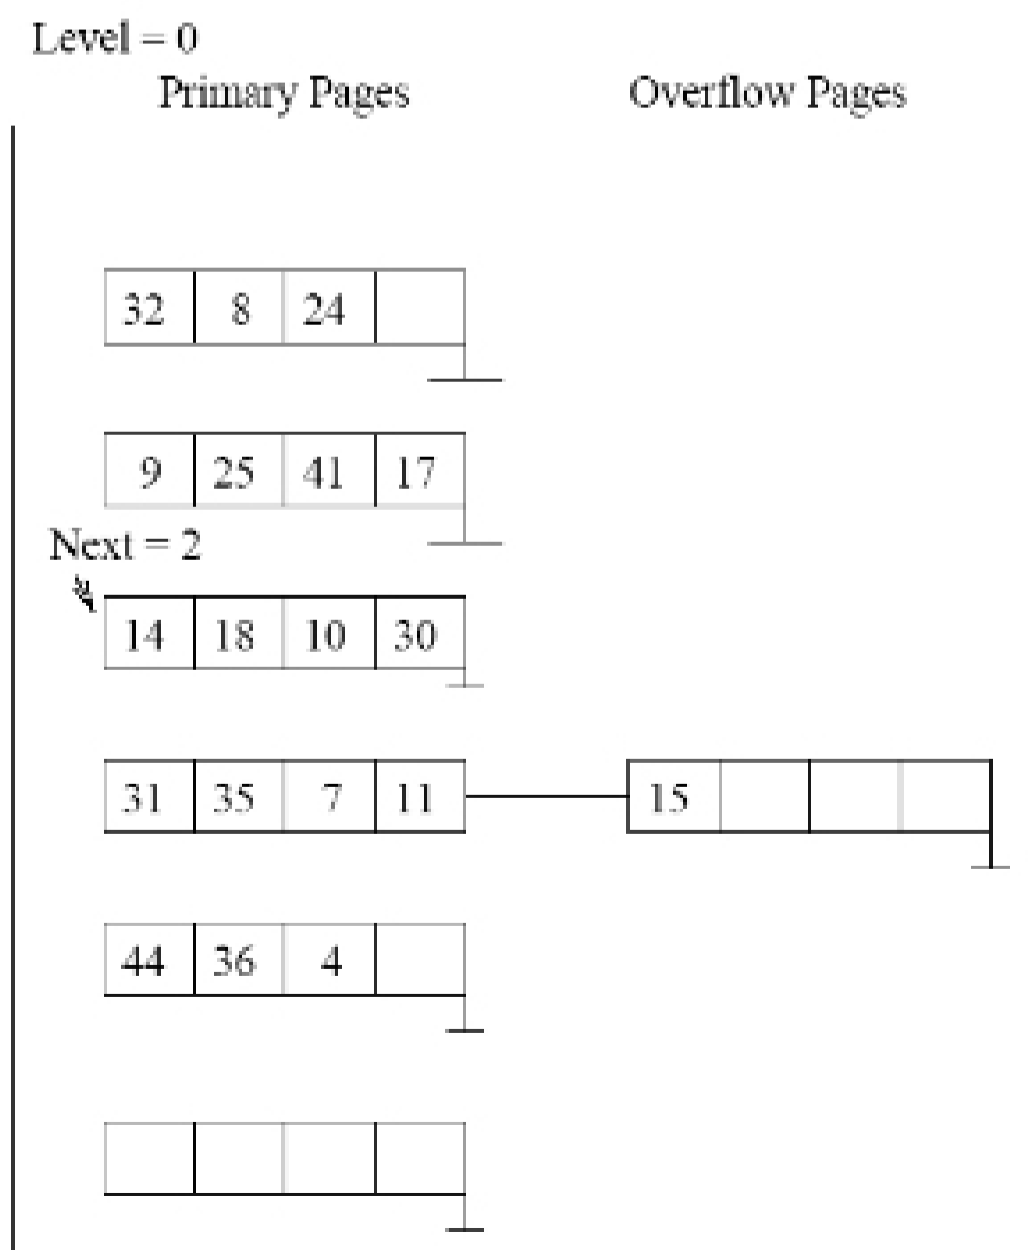 Level = 0
Primary Pages Overflow Pages
32 8 24
9 25 41 17
Next = 2
14 18 10 30
31 35 7 11 15
44 36 4